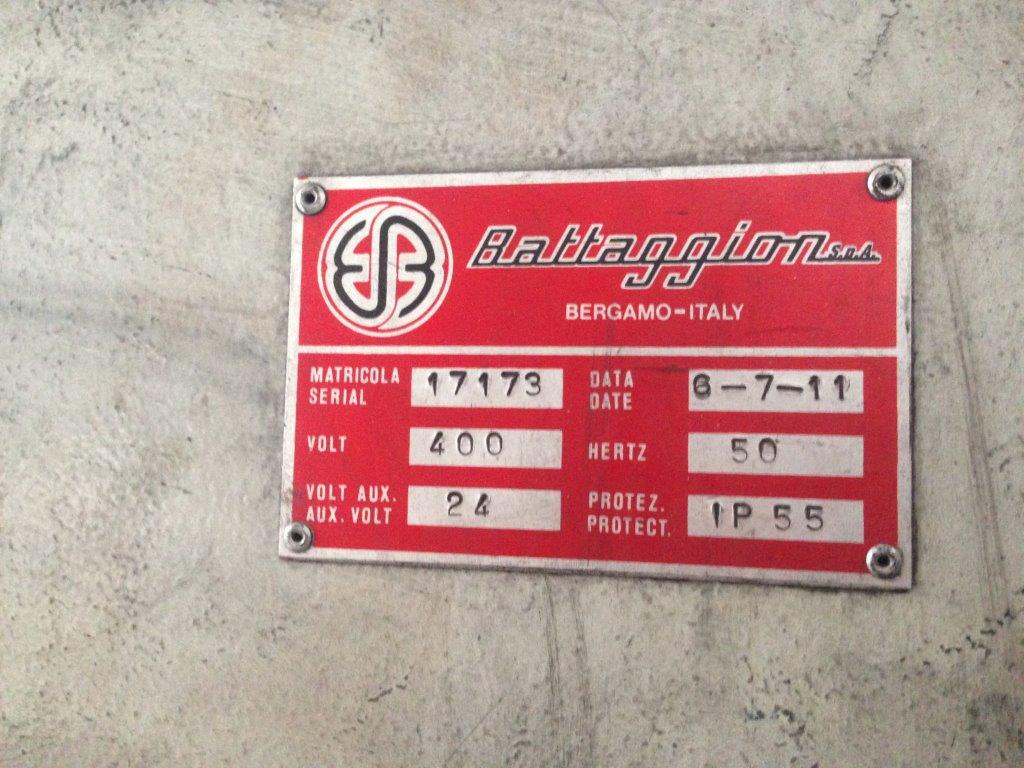 Battaggion S.p.A.
BERGAMO-ITALY
MATRICOLA
SERIAL
17173
DATA
DATE
6-7-11
VOLT
400
HERTZ
50
VOLT AUX.
AUX. VOLT
24
PROTEZ.
PROTECT.
IP 55